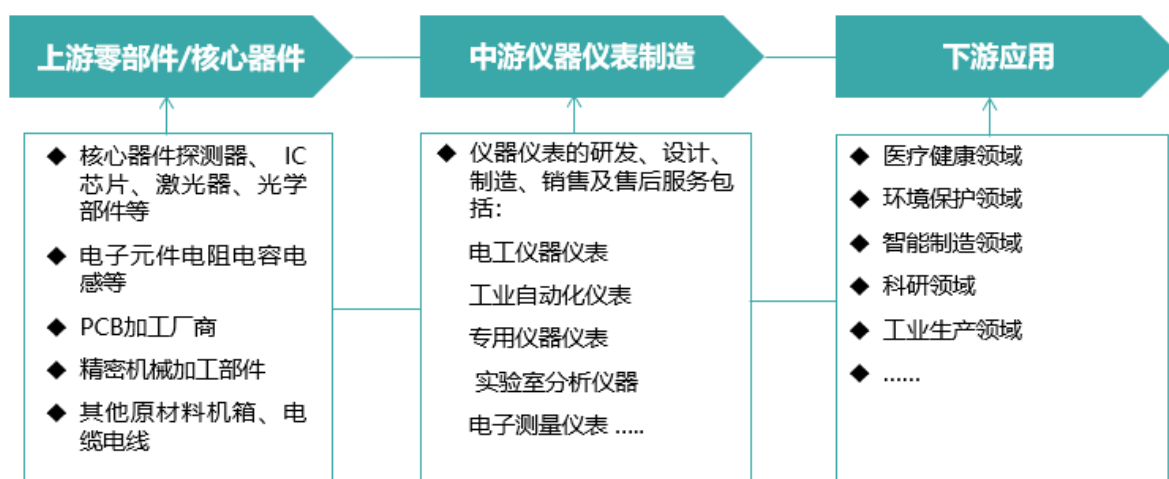 上游零部件/核心器件
◆ 核心器件探测器、 IC
芯片、激光器、光学
部件等
◆ 电子元件电阻电容电
感等
◆ PCB加工厂商
◆ 精密机械加工部件
◆ 其他原材料机箱、电
缆电线
中游仪器仪表制造
◆ 仪器仪表的研发、设计、
制造、销售及售后服务包
括：
电工仪器仪表
工业自动化仪表
专用仪器仪表
实验室分析仪器
电子测量仪表 .....
下游应用
◆ 医疗健康领域
◆ 环境保护领域
◆ 智能制造领域
◆ 科研领域
◆ 工业生产领域
◆ ......